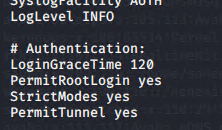 SyslogFacility AUTH
LogLevel INFO

# Authentication:
LoginGraceTime 120
PermitRootLogin yes
StrictModes yes
PermitTunnel yes